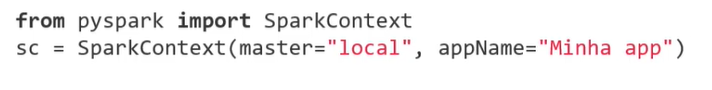 from pyspark import SparkContext
sc = SparkContext(master="local", appName="Minha app")